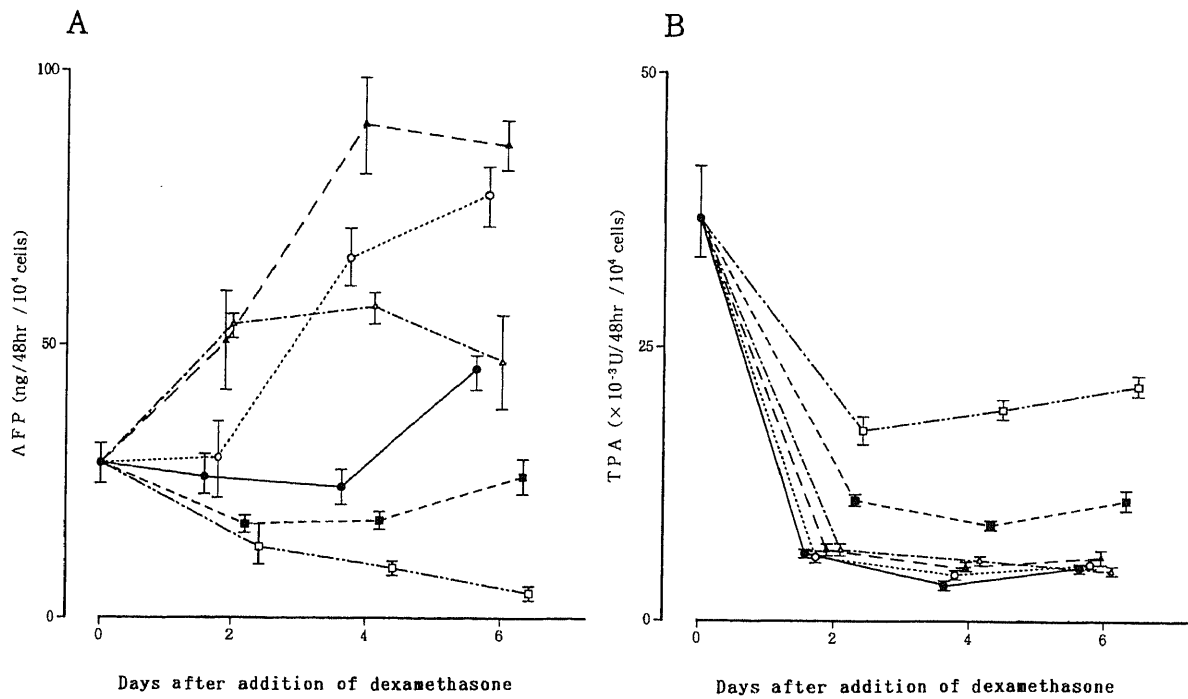 A
B
100
50
0
AFP (ng/48hr /10⁴ cells)
0 2 4 6
Days after addition of dexamethasone
50
25
0
TPA (×10⁻³U/48hr /10⁴ cells)
0 2 4 6
Days after addition of dexamethasone